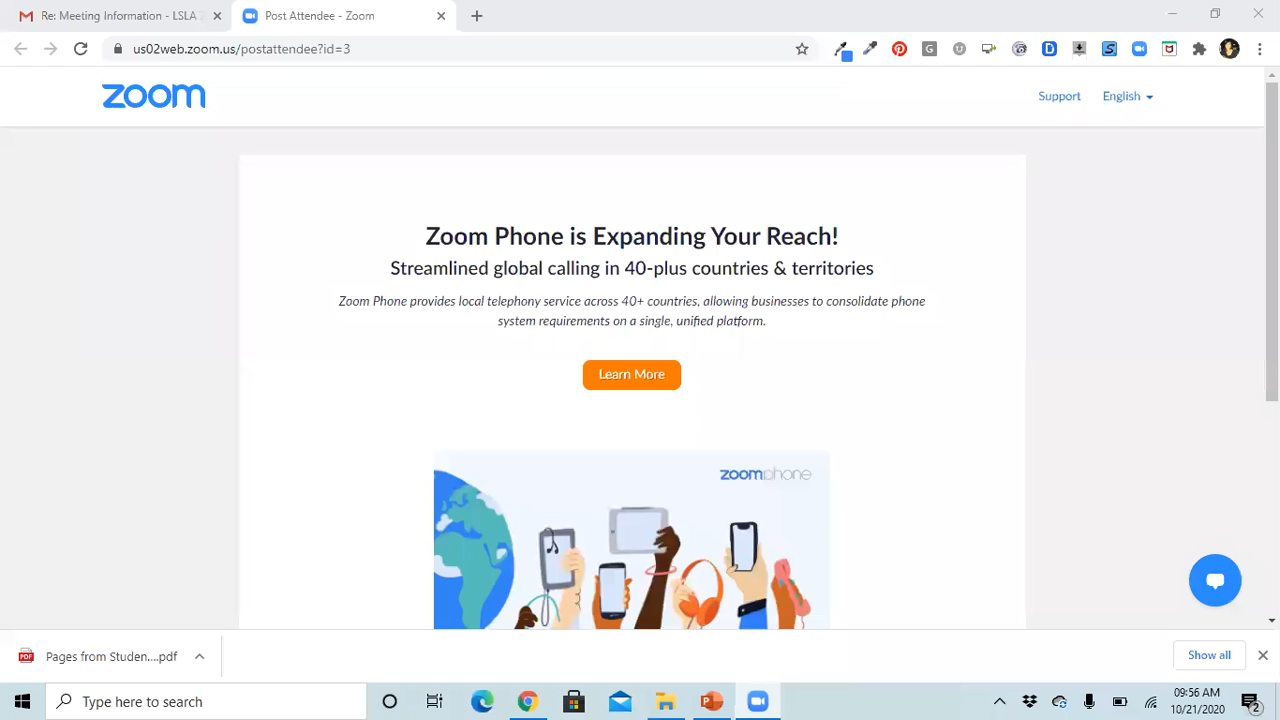 Re: Meeting Information - LSLA
Post Attendee - Zoom
us02web.zoom.us/postattendee?id=3
zoom
Support
English
Zoom Phone is Expanding Your Reach!
Streamlined global calling in 40-plus countries & territories
Zoom Phone provides local telephony service across 40+ countries, allowing businesses to consolidate phone
system requirements on a single, unified platform.
Learn More
zoomphone
PDF
Pages from Studen....pdf
Show all
Type here to search
09:56 AM
10/21/2020
2